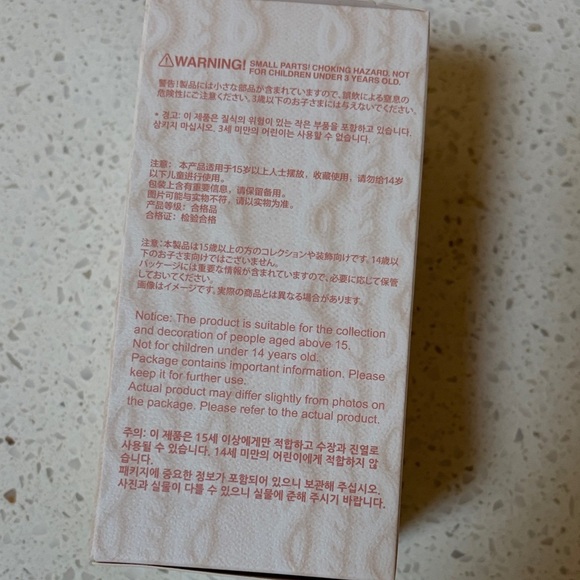 ⚠WARNING! SMALL PARTS! CHOKING HAZARD. NOT
FOR CHILDREN UNDER 3 YEARS OLD.
警告!製品には小さな部品が含まれていますので、誤飲による窒息の
危険性にご注意ください。3歳以下のお子さまには与えないでください。
• 경고: 이 제품은 질식의 위험이 있는 작은 부품을 포함하고 있습니다.
삼키지 마십시오. 3세 미만의 어린이는 사용할 수 없습니다.
注意: 本产品适用于15岁以上人士摆放，收藏使用，请勿给14岁
以下儿童进行使用。
包装上含有重要信息，请保留备用。
图片可能与实物不符，请以实物为准。
产品等级：合格品
合格证：检验合格
注意：本製品は15歳以上の方のコレクションや装飾向けです。14歳以
下のお子さま向けではございません。
パッケージには重要な情報が含まれていますので、必要に応じて保管
しておいてください。
画像はイメージです。実際の商品とは異なる場合があります。
Notice: The product is suitable for the collection
and decoration of people aged above 15.
Not for children under 14 years old.
Package contains important information. Please
keep it for further use.
Actual product may differ slightly from photos on
the package. Please refer to the actual product.
주의: 이 제품은 15세 이상에게만 적합하고 수장과 진열로
사용될 수 있습니다. 14세 미만의 어린이에게 적합하지 않
습니다.
패키지에 중요한 정보가 포함되어 있으니 보관해 주십시오.
사진과 실물이 다를 수 있으니 실물에 준해 주시기 바랍니다.